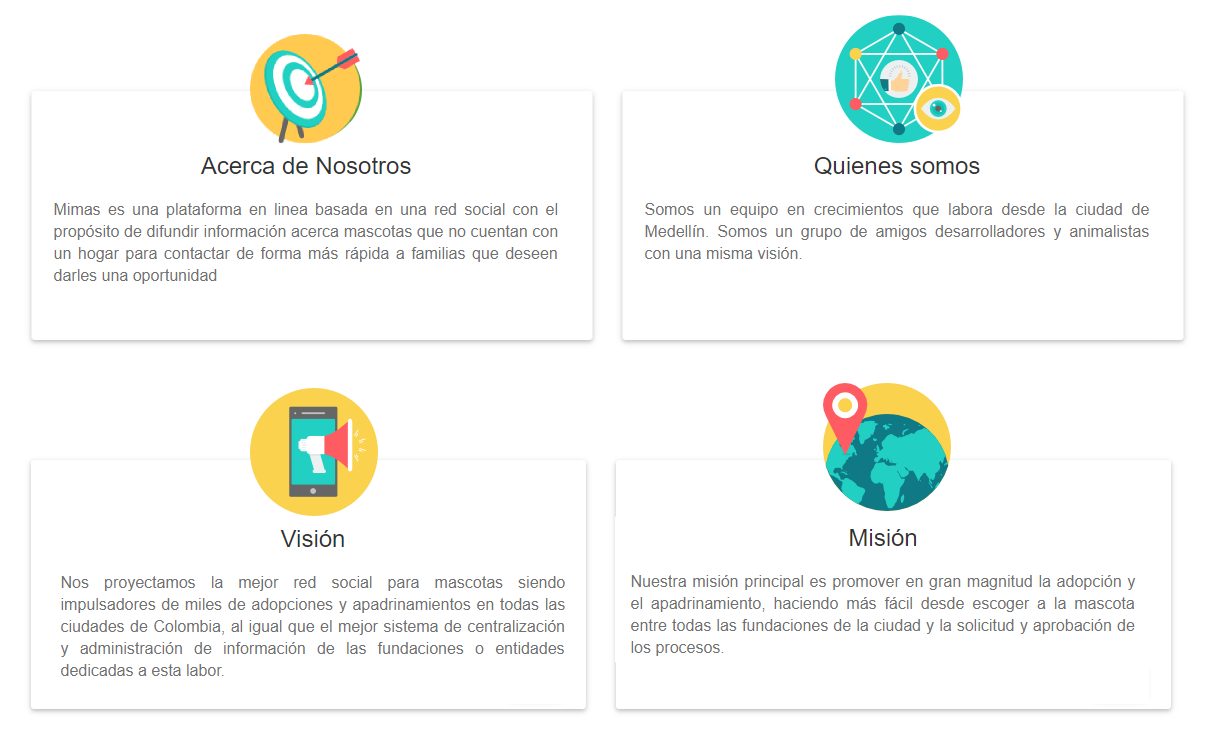 Acerca de Nosotros
Mimas es una plataforma en linea basada en una red social con el
propósito de difundir información acerca mascotas que no cuentan con
un hogar para contactar de forma más rápida a familias que deseen
darles una oportunidad
Quienes somos
Somos un equipo en crecimientos que labora desde la ciudad de
Medellín. Somos un grupo de amigos desarrolladores y animalistas
con una misma visión.
Visión
Nos proyectamos la mejor red social para mascotas siendo
impulsadores de miles de adopciones y apadrinamientos en todas las
ciudades de Colombia, al igual que el mejor sistema de centralización
y administración de información de las fundaciones o entidades
dedicadas a esta labor.
Misión
Nuestra misión principal es promover en gran magnitud la adopción y
el apadrinamiento, haciendo más fácil desde escoger a la mascota
entre todas las fundaciones de la ciudad y la solicitud y aprobación de
los procesos.